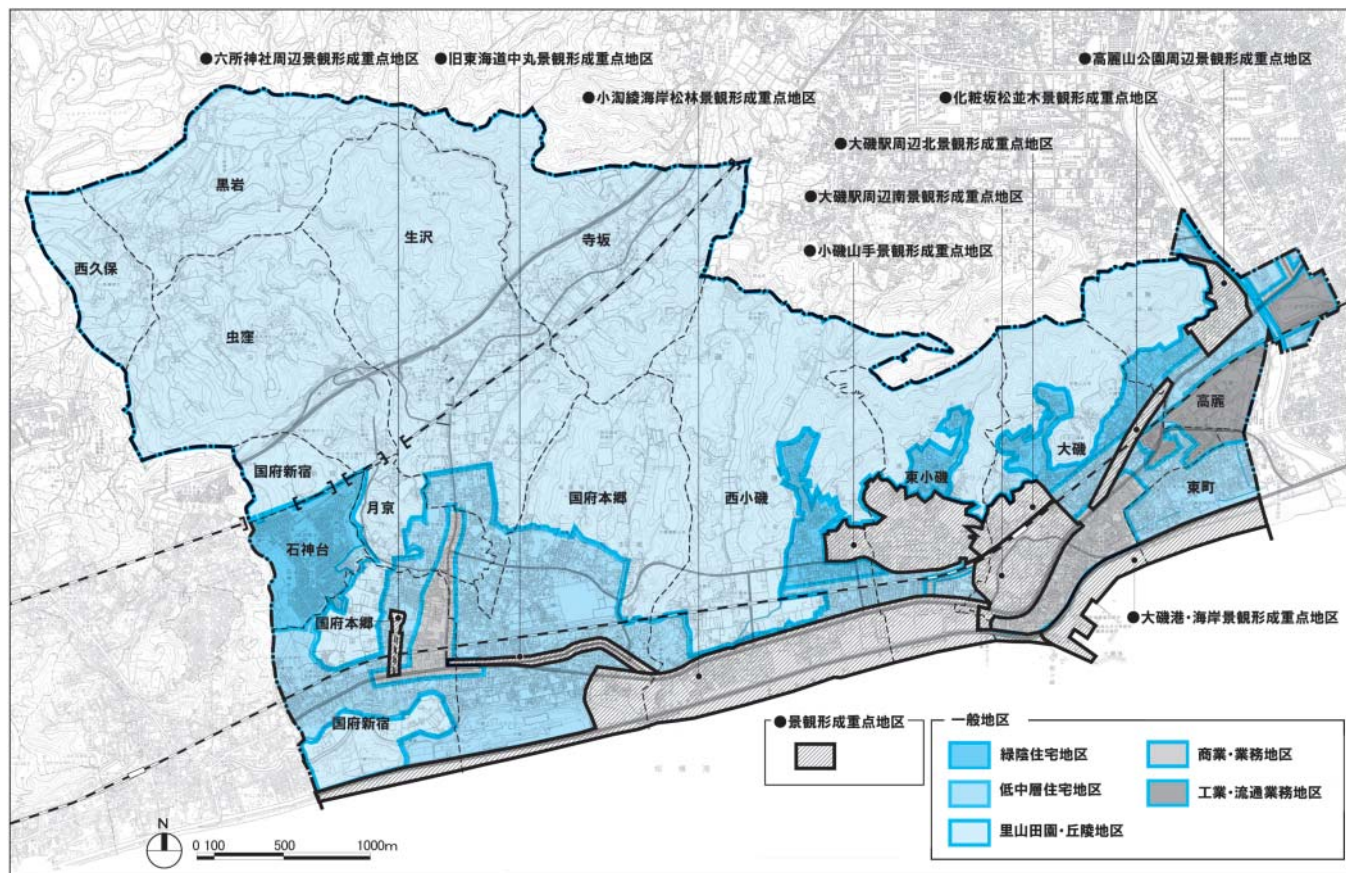 ●六所神社周辺景観形成重点地区
●旧東海道中丸景観形成重点地区
●高麗山公園周辺景観形成重点地区
●小淘綾海岸松林景観形成重点地区
●化粧坂松並木景観形成重点地区
●大磯駅周辺北景観形成重点地区
●大磯駅周辺南景観形成重点地区
●小磯山手景観形成重点地区
黒岩
生沢
寺坂
西久保
虫窪
高麗
国府新宿
月京
国府本郷
西小磯
東小磯
大磯
東町
石神台
国府本郷
●大磯港・海岸景観形成重点地区
国府新宿
●景観形成重点地区
一般地区
緑陰住宅地区
商業・業務地区
低中層住宅地区
工業・流通業務地区
里山田園・丘陵地区
N
0 100 500 1000m